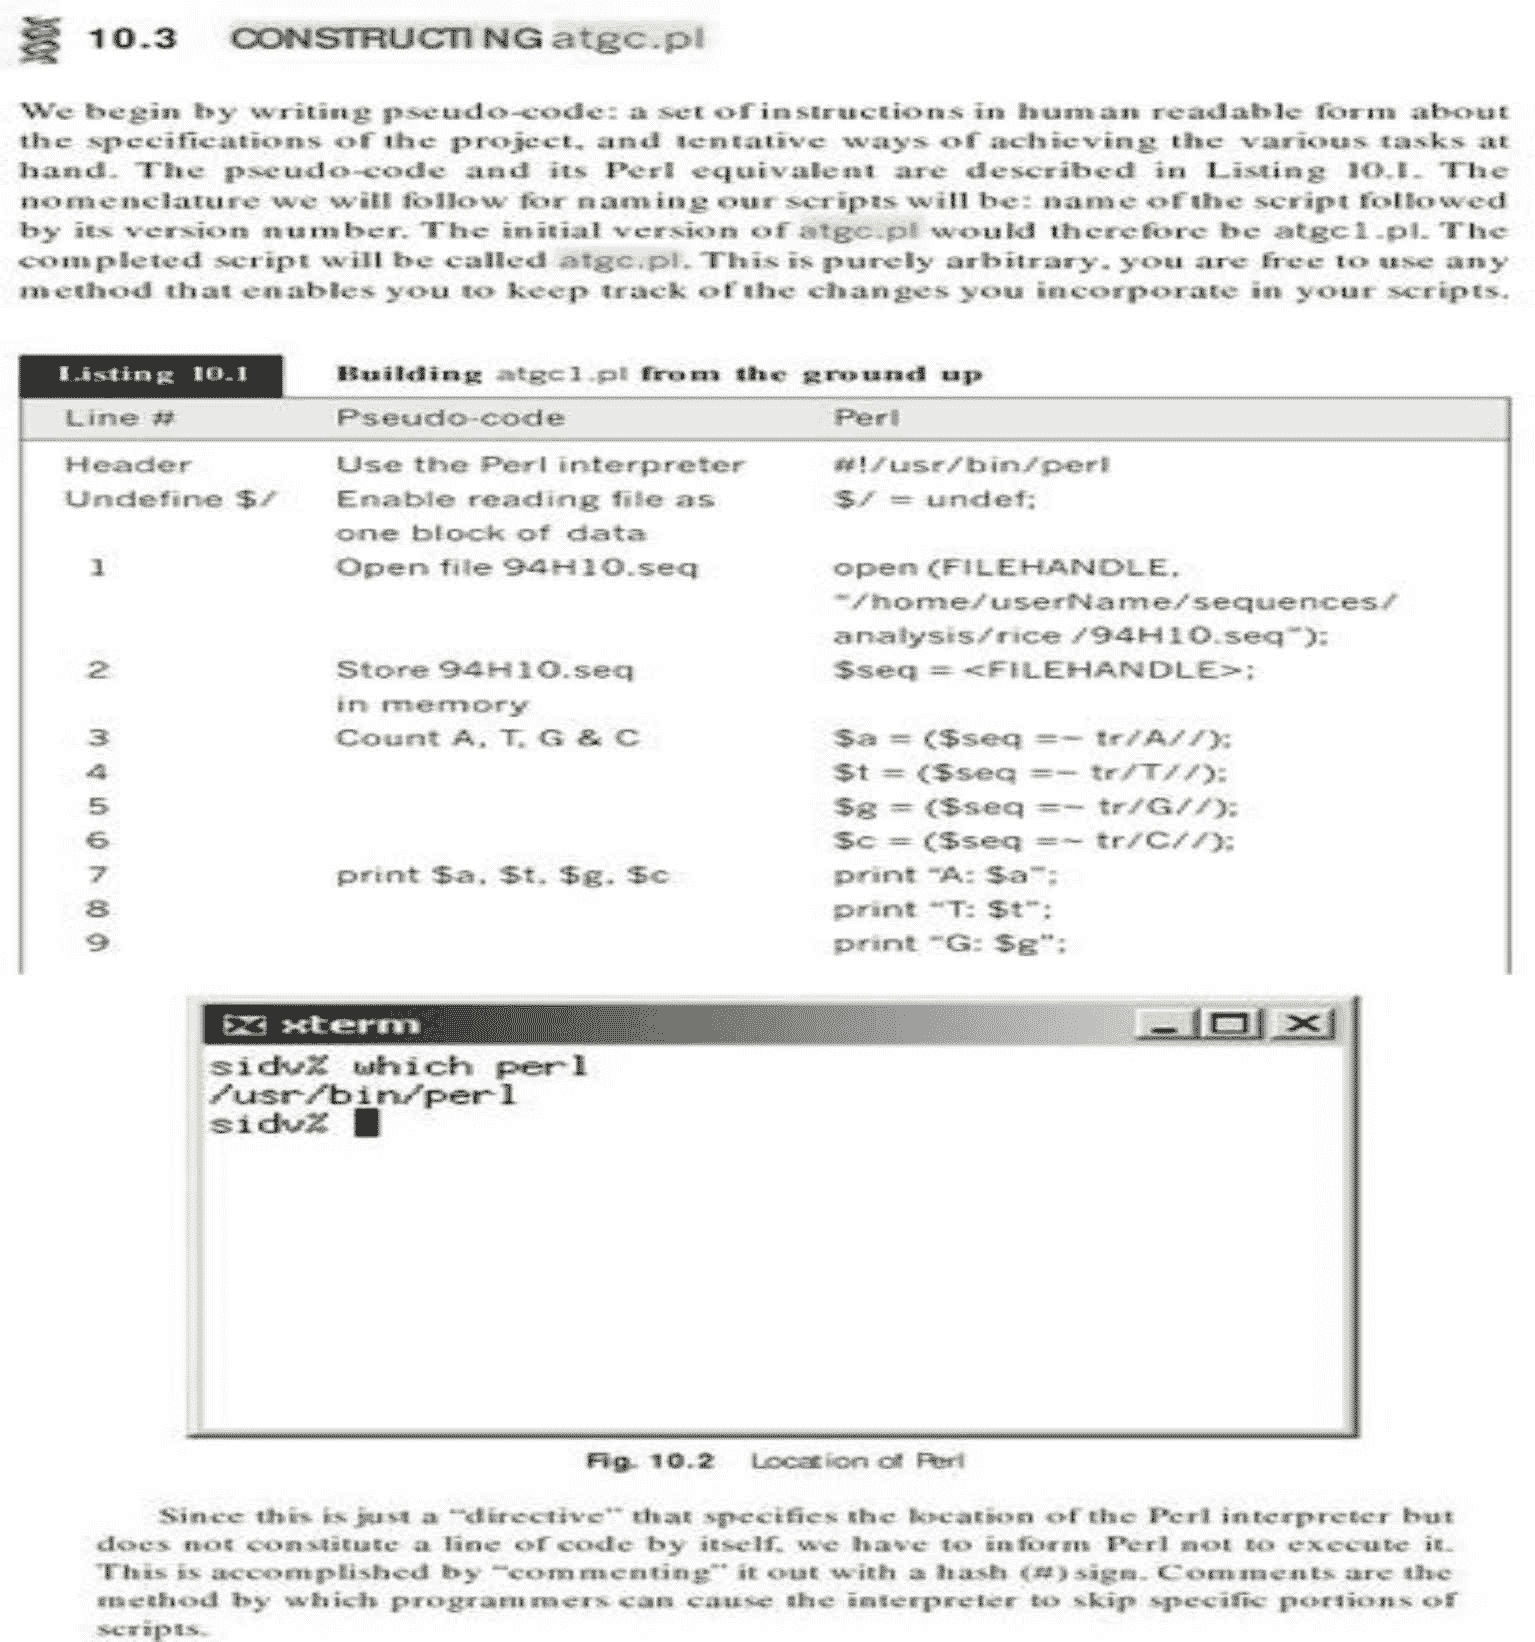 10.3 CONSTRUCTING atgc.pl
We begin by writing pseudo-code: a set of instructions in human readable form about
the specifications of the project, and tentative ways of achieving the various tasks at
hand. The pseudo-code and its Perl equivalent are described in Listing 10.1. The
nomenclature we will follow for naming our scripts will be: name of the script followed
by its version number. The initial version of atgc.pl would therefore be atgc1.pl. The
completed script will be called atgc.pl. This is purely arbitrary, you are free to use any
method that enables you to keep track of the changes you incorporate in your scripts.
Listing 10.1 Building atgc1.pl from the ground up
Line # Pseudo-code Perl
Header Use the Perl interpreter #!/usr/bin/perl
Undefine $/ Enable reading file as $/ = undef;
one block of data
1 Open file 94H10.seq open (FILEHANDLE,
"/home/userName/sequences/
analysis/rice /94H10.seq");
2 Store 94H10.seq $seq = <FILEHANDLE>;
in memory
3 Count A, T, G & C $a = ($seq =~ tr/A//);
4 $t = ($seq =~ tr/T//);
5 $g = ($seq =~ tr/G//);
6 $c = ($seq =~ tr/C//);
7 print $a, $t, $g, $c print "A: $a";
8 print "T: $t";
9 print "G: $g";
xterm
sidv% which perl
/usr/bin/perl
sidv%
Fig. 10.2 Location of Perl
Since this is just a "directive" that specifies the location of the Perl interpreter but
does not constitute a line of code by itself, we have to inform Perl not to execute it.
This is accomplished by "commenting" it out with a hash (#) sign. Comments are the
method by which programmers can cause the interpreter to skip specific portions of
scripts.